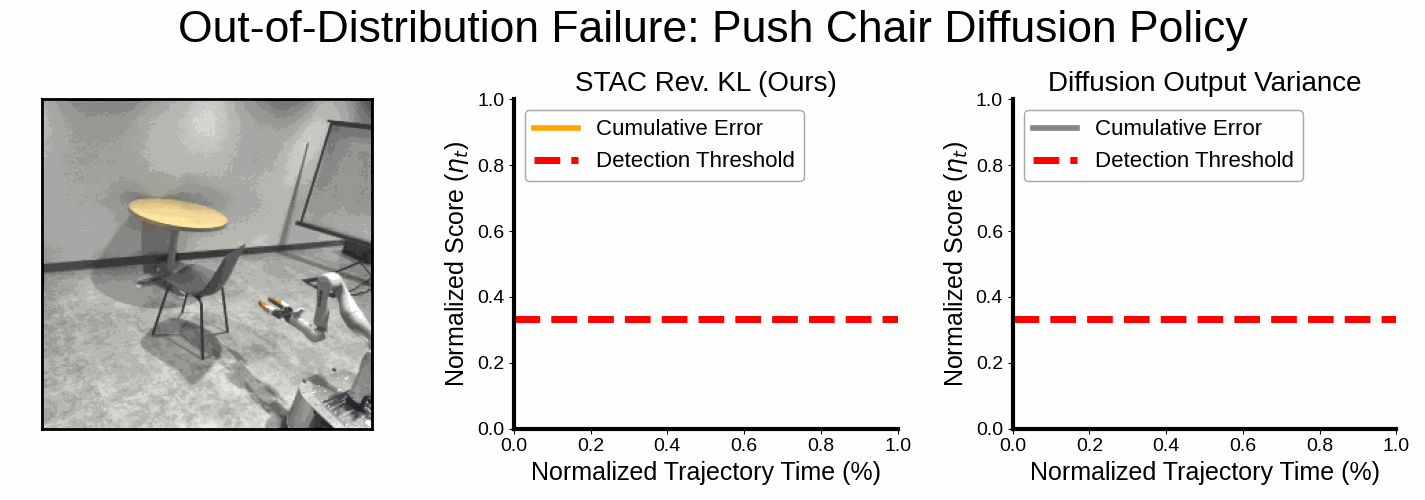 Out-of-Distribution Failure: Push Chair Diffusion Policy
STAC Rev. KL (Ours)
1.0
0.8
0.6
0.4
0.2
0.0
Normalized Score (ηt)
Cumulative Error
Detection Threshold
0.0 0.2 0.4 0.6 0.8 1.0
Normalized Trajectory Time (%)
Diffusion Output Variance
1.0
0.8
0.6
0.4
0.2
0.0
Normalized Score (ηt)
Cumulative Error
Detection Threshold
0.0 0.2 0.4 0.6 0.8 1.0
Normalized Trajectory Time (%)